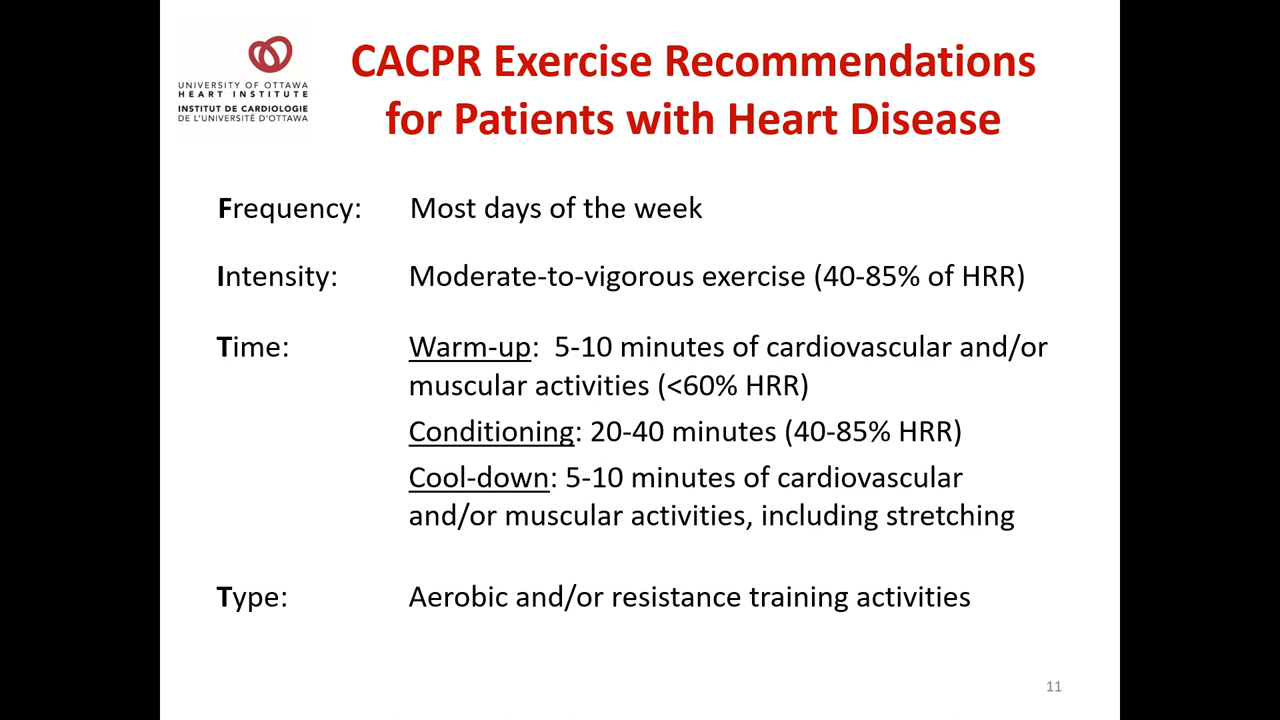 UNIVERSITY OF OTTAWA
HEART INSTITUTE
INSTITUT DE CARDIOLOGIE
DE L'UNIVERSITÉ D'OTTAWA
CACPR Exercise Recommendations
for Patients with Heart Disease
Frequency: Most days of the week
Intensity: Moderate-to-vigorous exercise (40-85% of HRR)
Time: Warm-up: 5-10 minutes of cardiovascular and/or
muscular activities (<60% HRR)
Conditioning: 20-40 minutes (40-85% HRR)
Cool-down: 5-10 minutes of cardiovascular
and/or muscular activities, including stretching
Type: Aerobic and/or resistance training activities
11